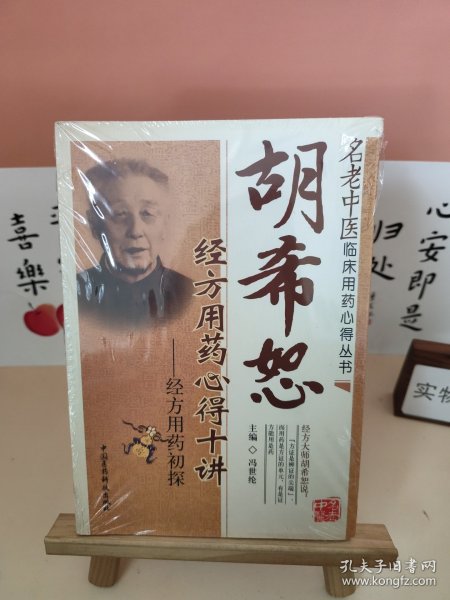 名老中医临床用药心得丛书
胡希恕
经方用药心得十讲
——经方用药初探
经方大师胡希恕说：
主编◇冯世纶
中国医药科技出版社
喜樂
心安即是
归处
实物
孔夫子旧书网
www.kongfz.com